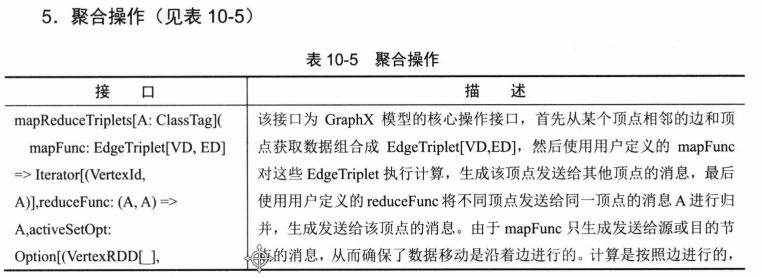 5．聚合操作（见表 10-5）
表 10-5 聚合操作
接 口
描 述
mapReduceTriplets[A: ClassTag](
mapFunc: EdgeTriplet[VD, ED]
=> Iterator[(VertexId,
A)],reduceFunc: (A, A) =>
A,activeSetOpt:
Option[(VertexRDD[_],
该接口为 GraphX 模型的核心操作接口，首先从某个顶点相邻的边和顶
点获取数据组合成 EdgeTriplet[VD,ED]，然后使用用户定义的 mapFunc
对这些 EdgeTriplet 执行计算，生成该顶点发送给其他顶点的消息，最后
使用用户定义的 reduceFunc 将不同顶点发送给同一顶点的消息 A 进行归
并，生成发送给该顶点的消息。由于 mapFunc 只生成发送给源或目的节
的消息，从而确保了数据移动是沿着边进行的。计算是按照边进行的，